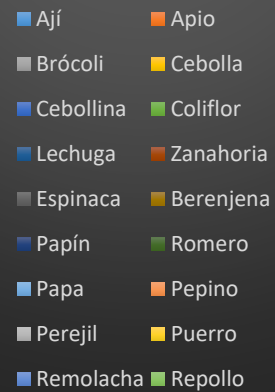 Ají Apio
Brócoli Cebolla
Cebollina Coliflor
Lechuga Zanahoria
Espinaca Berenjena
Papín Romero
Papa Pepino
Perejil Puerro
Remolacha Repollo